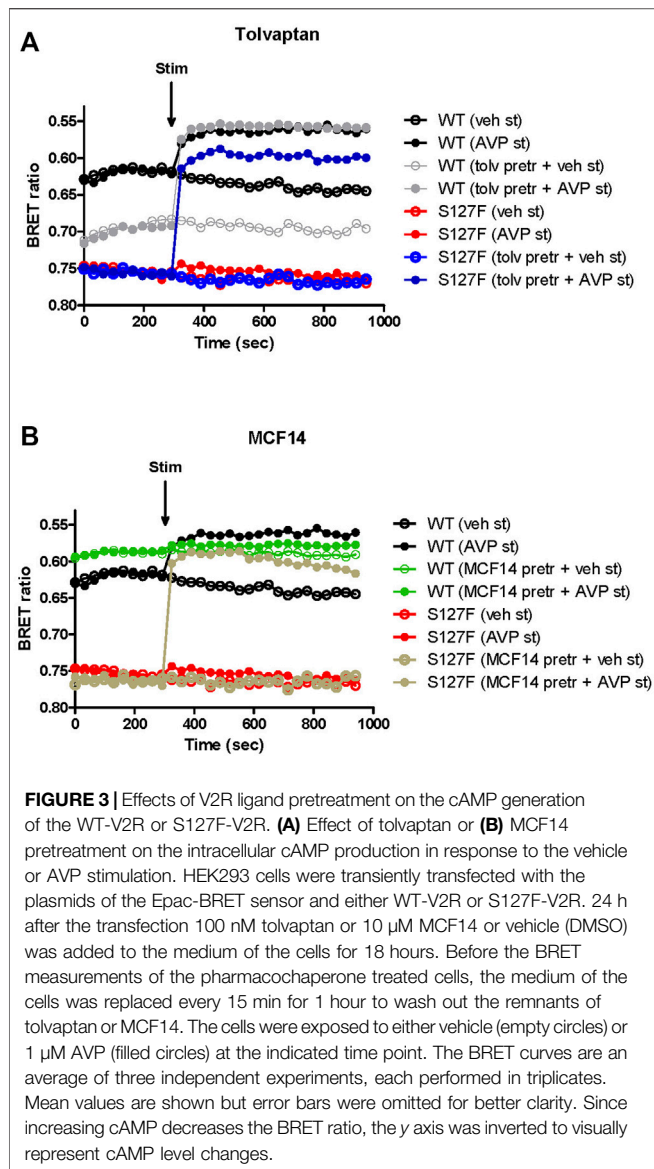 A
Tolvaptan
Stim
BRET ratio
0.55
0.60
0.65
0.70
0.75
0.80
0 200 400 600 800 1000
Time (sec)
WT (veh st)
WT (AVP st)
WT (tolv pretr + veh st)
WT (tolv pretr + AVP st)
S127F (veh st)
S127F (AVP st)
S127F (tolv pretr + veh st)
S127F (tolv pretr + AVP st)
B
MCF14
Stim
BRET ratio
0.55
0.60
0.65
0.70
0.75
0.80
0 200 400 600 800 1000
Time (sec)
WT (veh st)
WT (AVP st)
WT (MCF14 pretr + veh st)
WT (MCF14 pretr + AVP st)
S127F (veh st)
S127F (AVP st)
S127F (MCF14 pretr + veh st)
S127F (MCF14 pretr + AVP st)
FIGURE 3 | Effects of V2R ligand pretreatment on the cAMP generation
of the WT-V2R or S127F-V2R. (A) Effect of tolvaptan or (B) MCF14
pretreatment on the intracellular cAMP production in response to the vehicle
or AVP stimulation. HEK293 cells were transiently transfected with the
plasmids of the Epac-BRET sensor and either WT-V2R or S127F-V2R. 24 h
after the transfection 100 nM tolvaptan or 10 μM MCF14 or vehicle (DMSO)
was added to the medium of the cells for 18 hours. Before the BRET
measurements of the pharmacochaperone treated cells, the medium of the
cells was replaced every 15 min for 1 hour to wash out the remnants of
tolvaptan or MCF14. The cells were exposed to either vehicle (empty circles) or
1 μM AVP (filled circles) at the indicated time point. The BRET curves are an
average of three independent experiments, each performed in triplicates.
Mean values are shown but error bars were omitted for better clarity. Since
increasing cAMP decreases the BRET ratio, the y axis was inverted to visually
represent cAMP level changes.